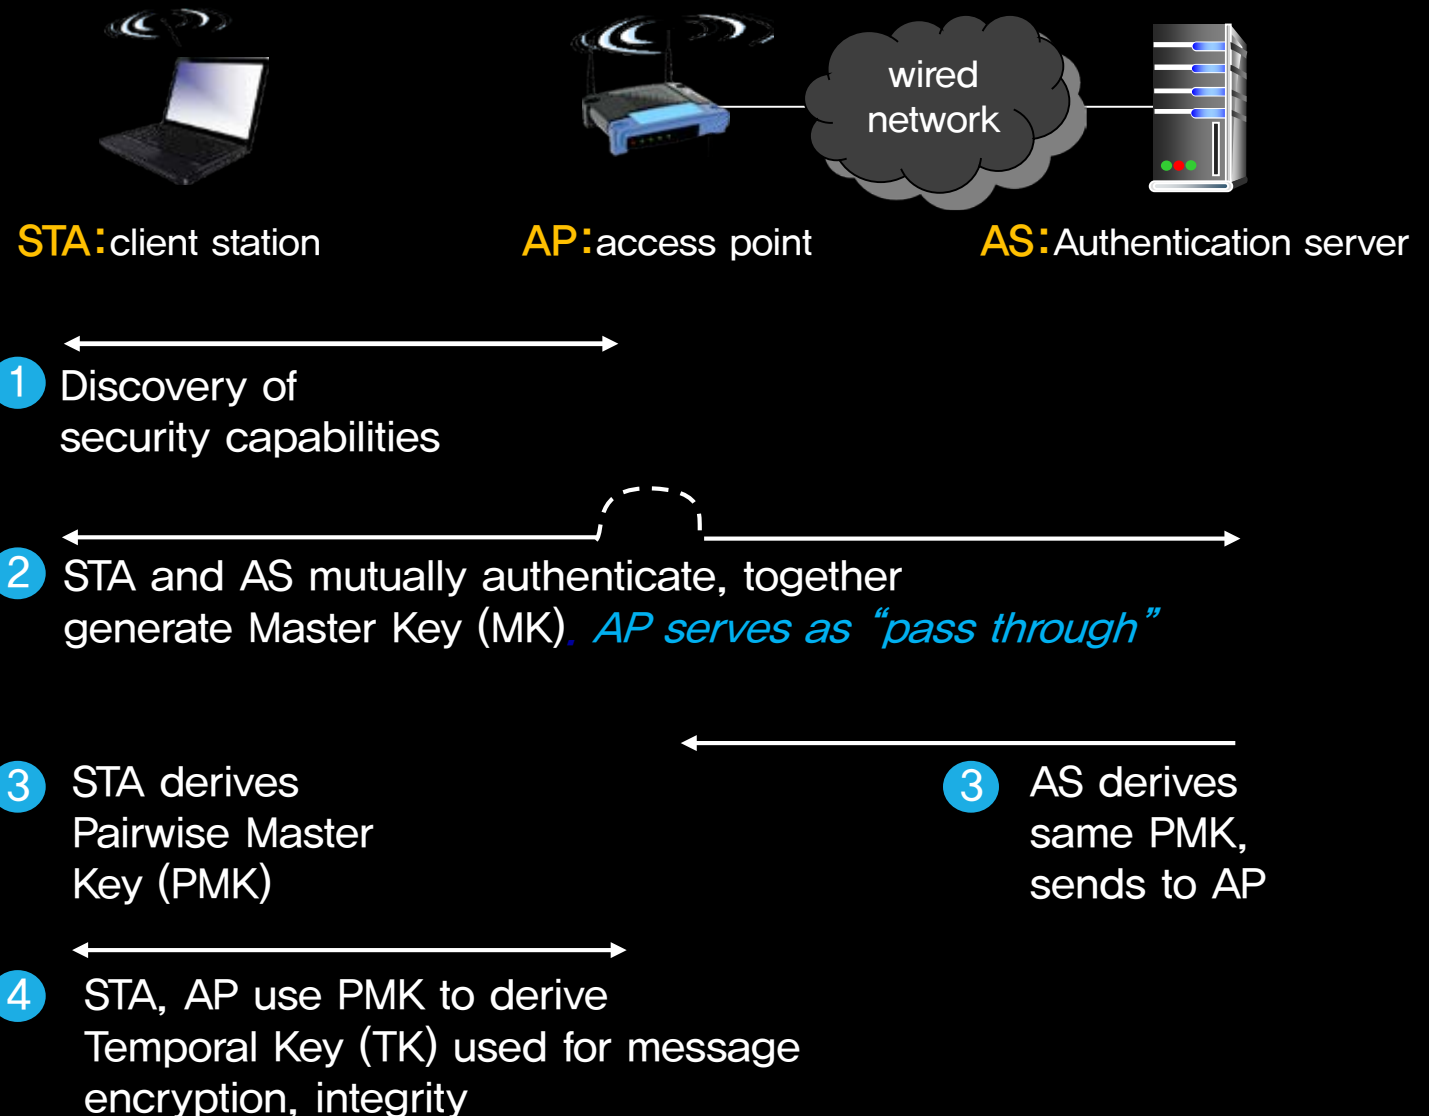 wired
network
STA:client station
AP:access point
AS:Authentication server
1 Discovery of
security capabilities
2 STA and AS mutually authenticate, together
generate Master Key (MK). AP serves as “pass through”
3 STA derives
Pairwise Master
Key (PMK)
3 AS derives
same PMK,
sends to AP
4 STA, AP use PMK to derive
Temporal Key (TK) used for message
encryption, integrity